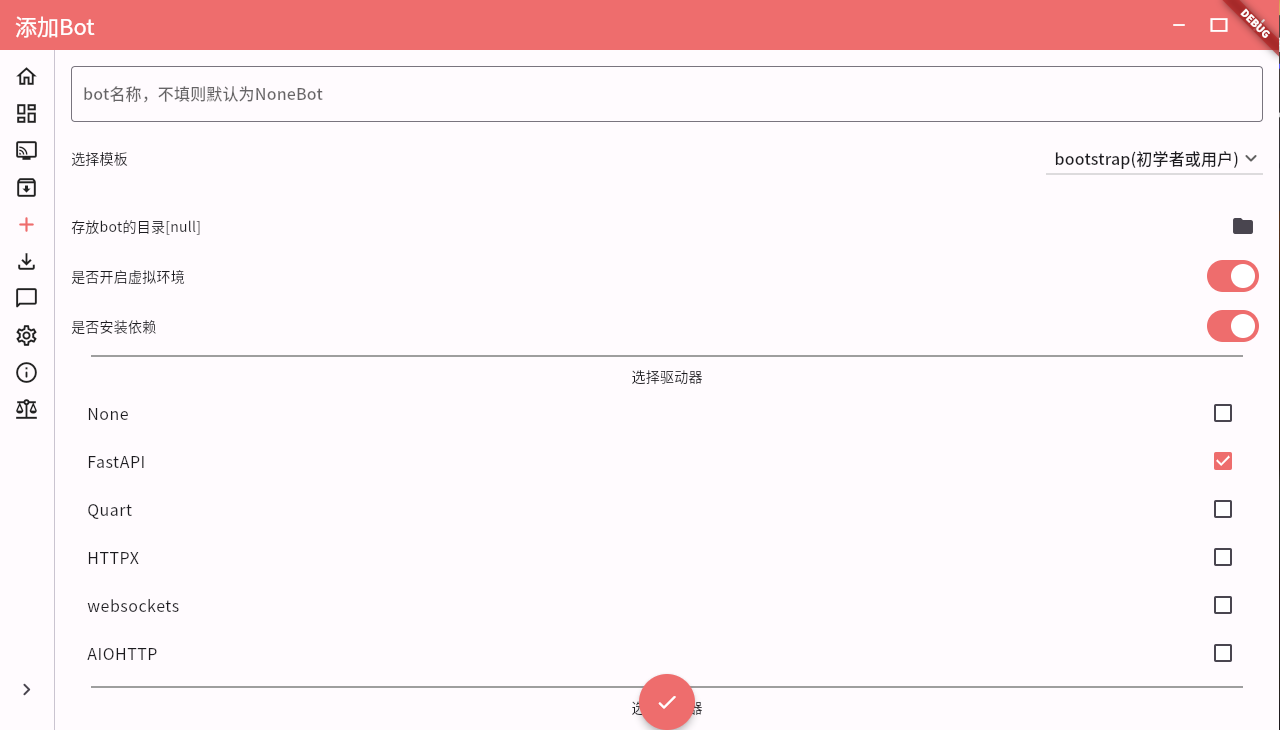 添加Bot
DEBUG
bot名称，不填则默认为NoneBot
选择模板
bootstrap(初学者或用户)
存放bot的目录[null]
是否开启虚拟环境
是否安装依赖
选择驱动器
None
FastAPI
Quart
HTTPX
websockets
AIOHTTP
器